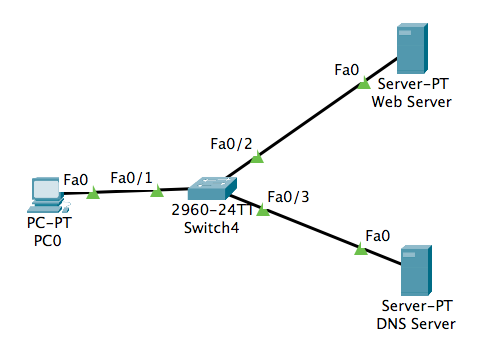 Fa0
Server-PT
Web Server
Fa0/2
Fa0
Fa0/1
PC-PT
PC0
2960-24TT
Switch4
Fa0/3
Fa0
Server-PT
DNS Server